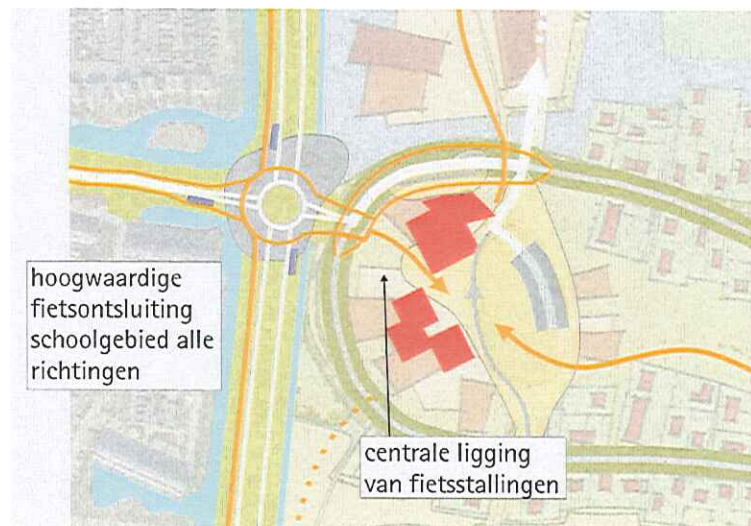 hoogwaardige
fietsontsluiting
schoolgebied alle
richtingen
centrale ligging
van fietsstallingen